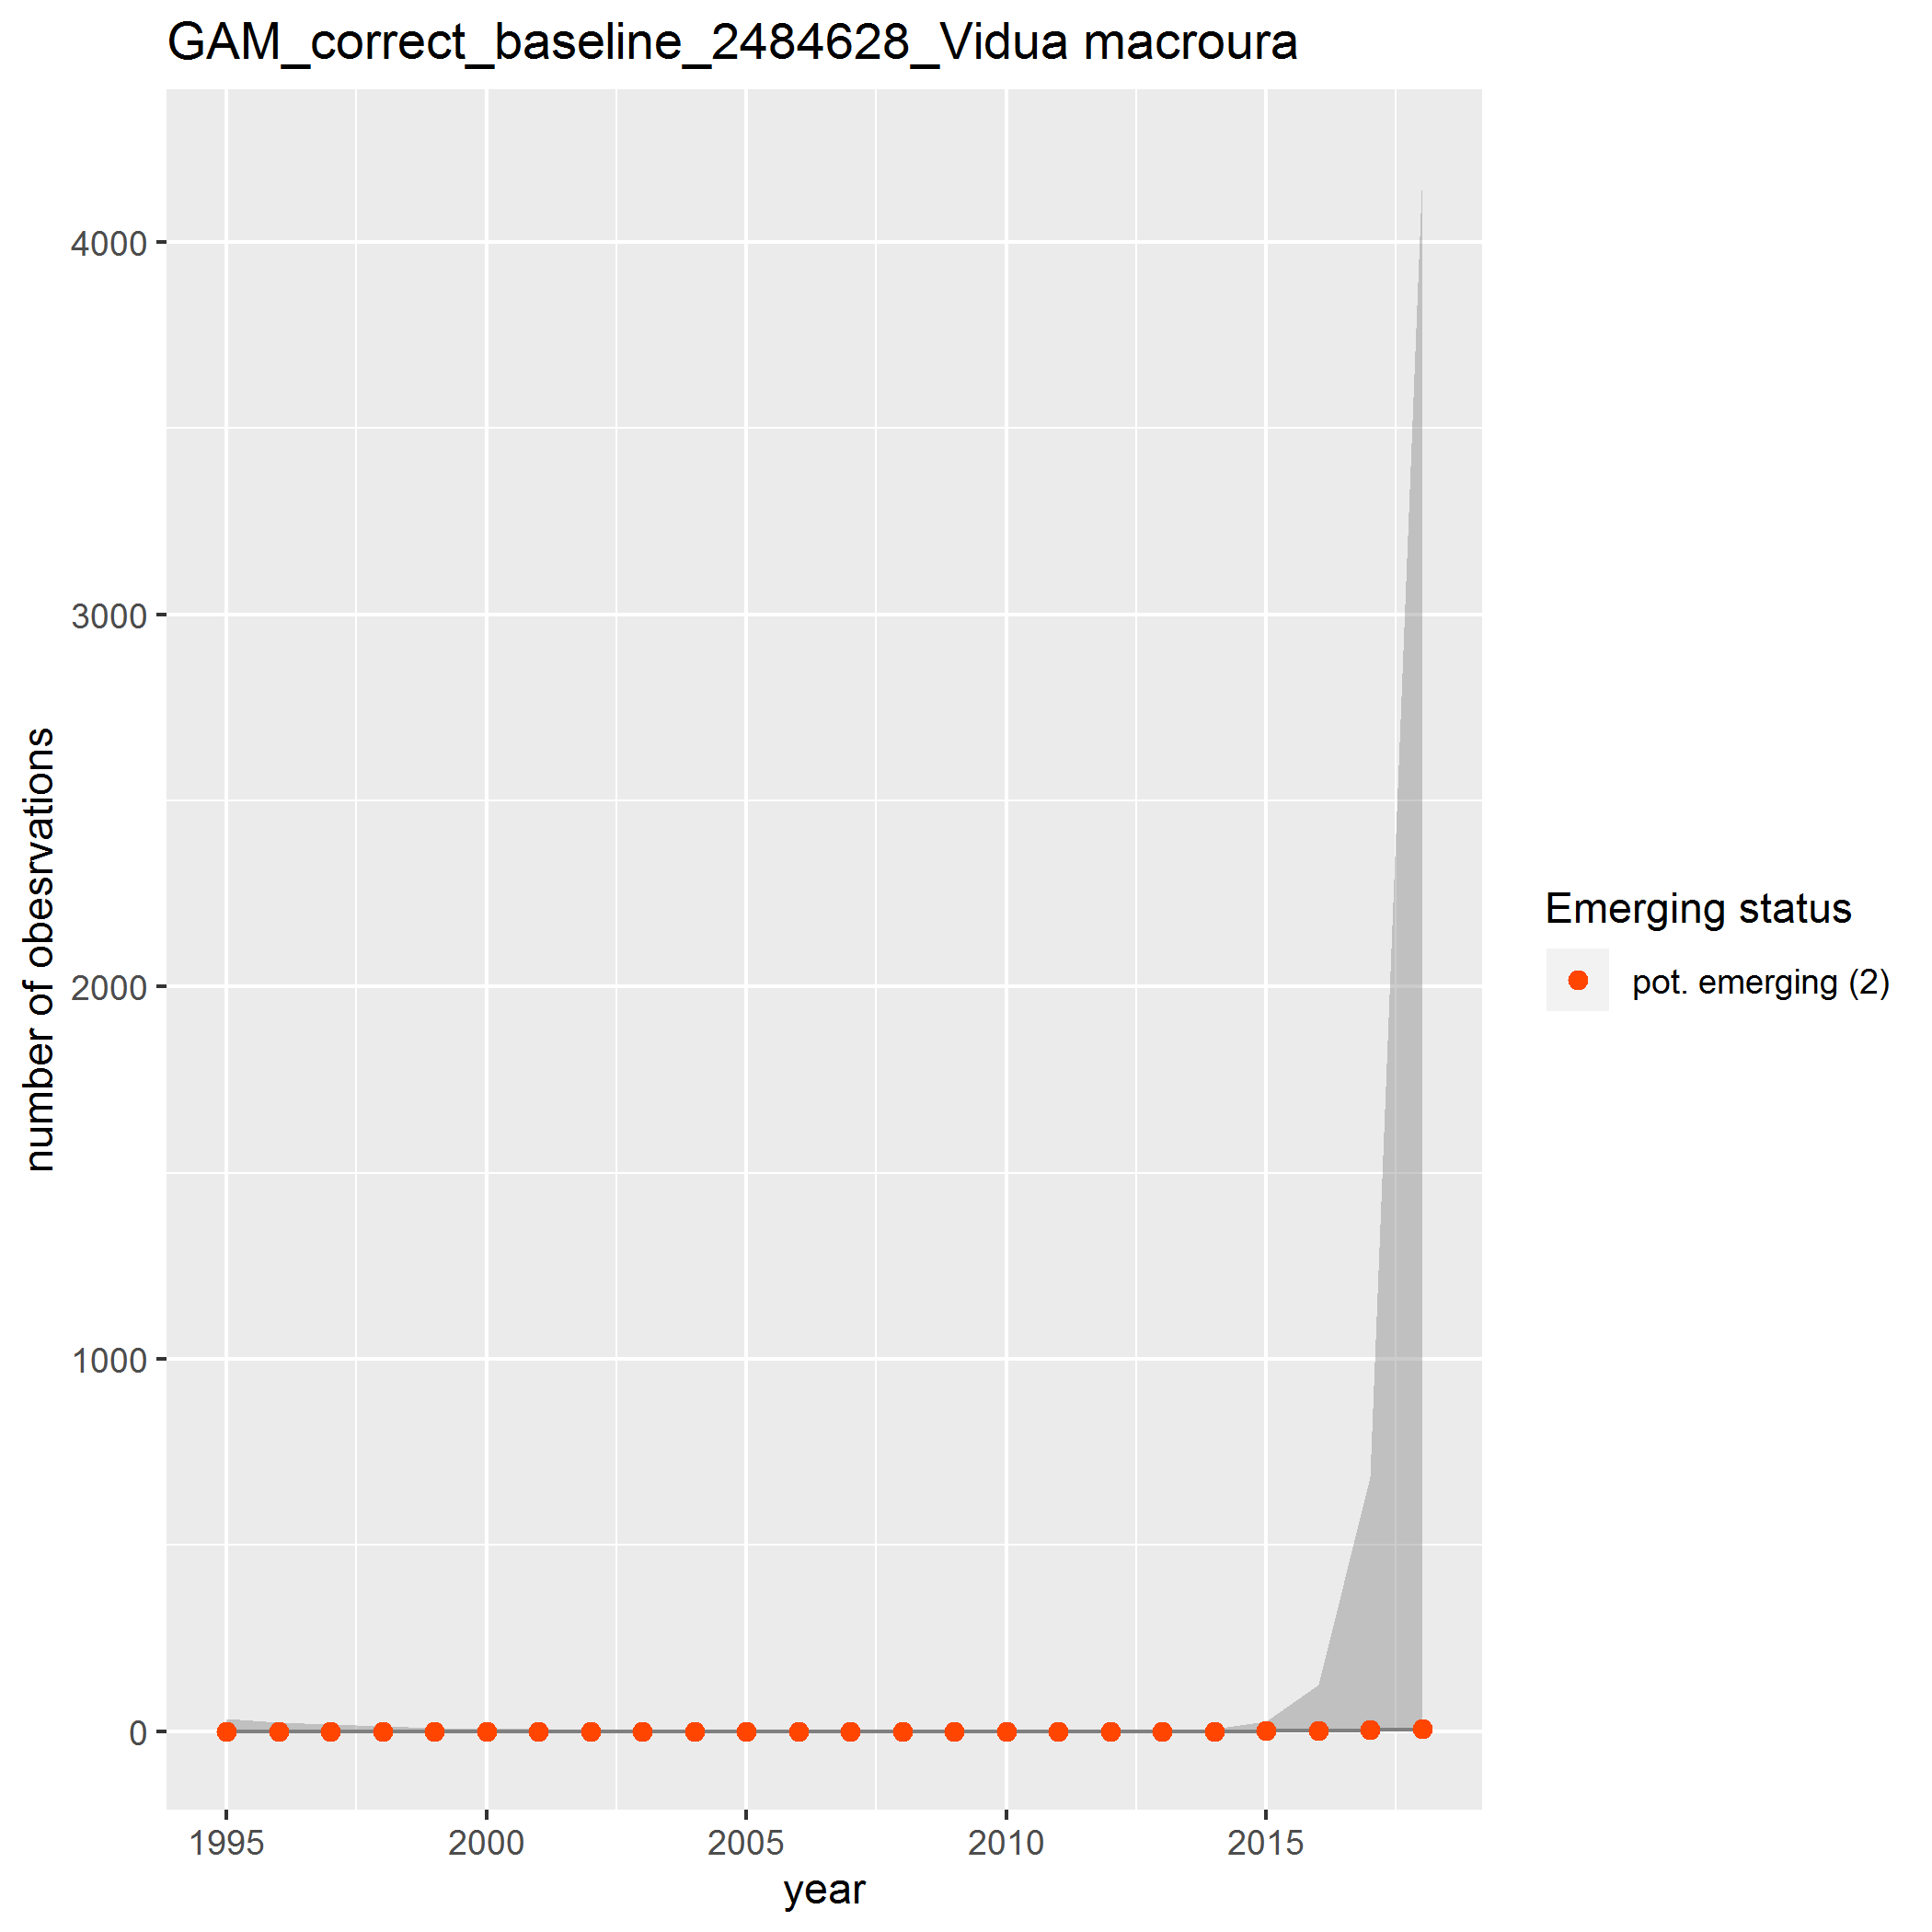 GAM_correct_baseline_2484628_Vidua macroura
number of obesrvations
4000
3000
2000
1000
0
1995 2000 2005 2010 2015
year
Emerging status
pot. emerging (2)